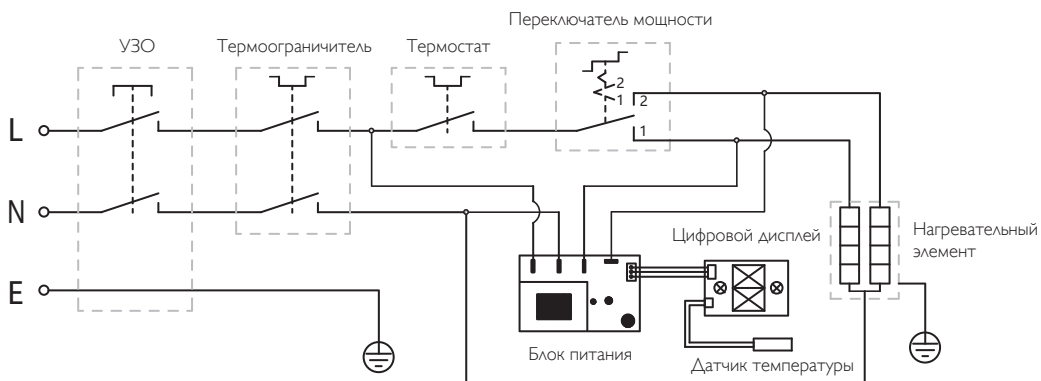 Переключатель мощности
УЗО
Термоограничитель
Термостат
2
1
2
1
L
N
E
Цифровой дисплей
Нагревательный
элемент
Блок питания
Датчик температуры